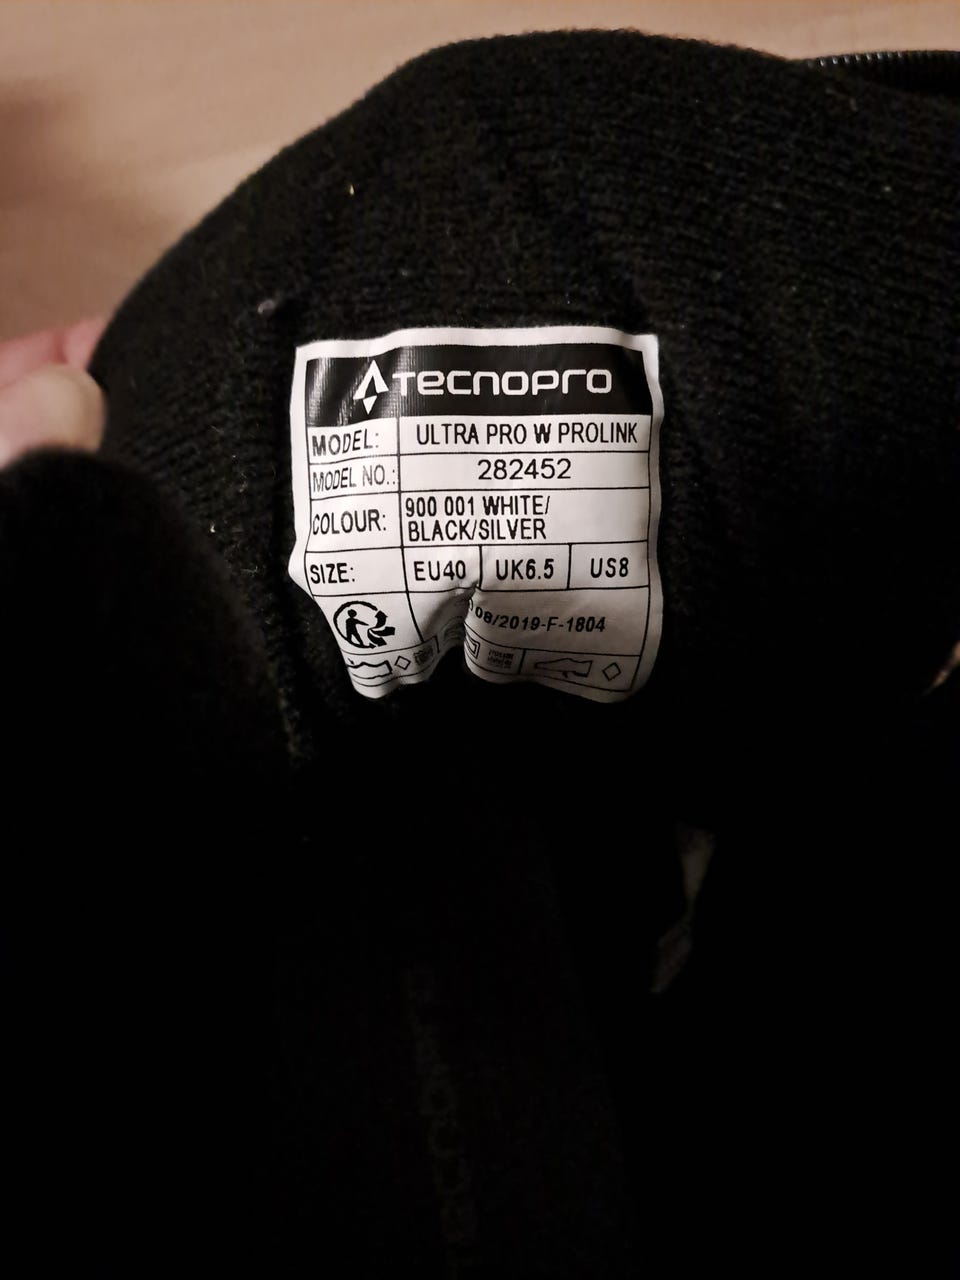 TECNOPRO
MODEL: ULTRA PRO W PROLINK
MODEL NO.: 282452
COLOUR: 900 001 WHITE/
BLACK/SILVER
SIZE: EU40 UK6.5 US8
08/2019-F-1804